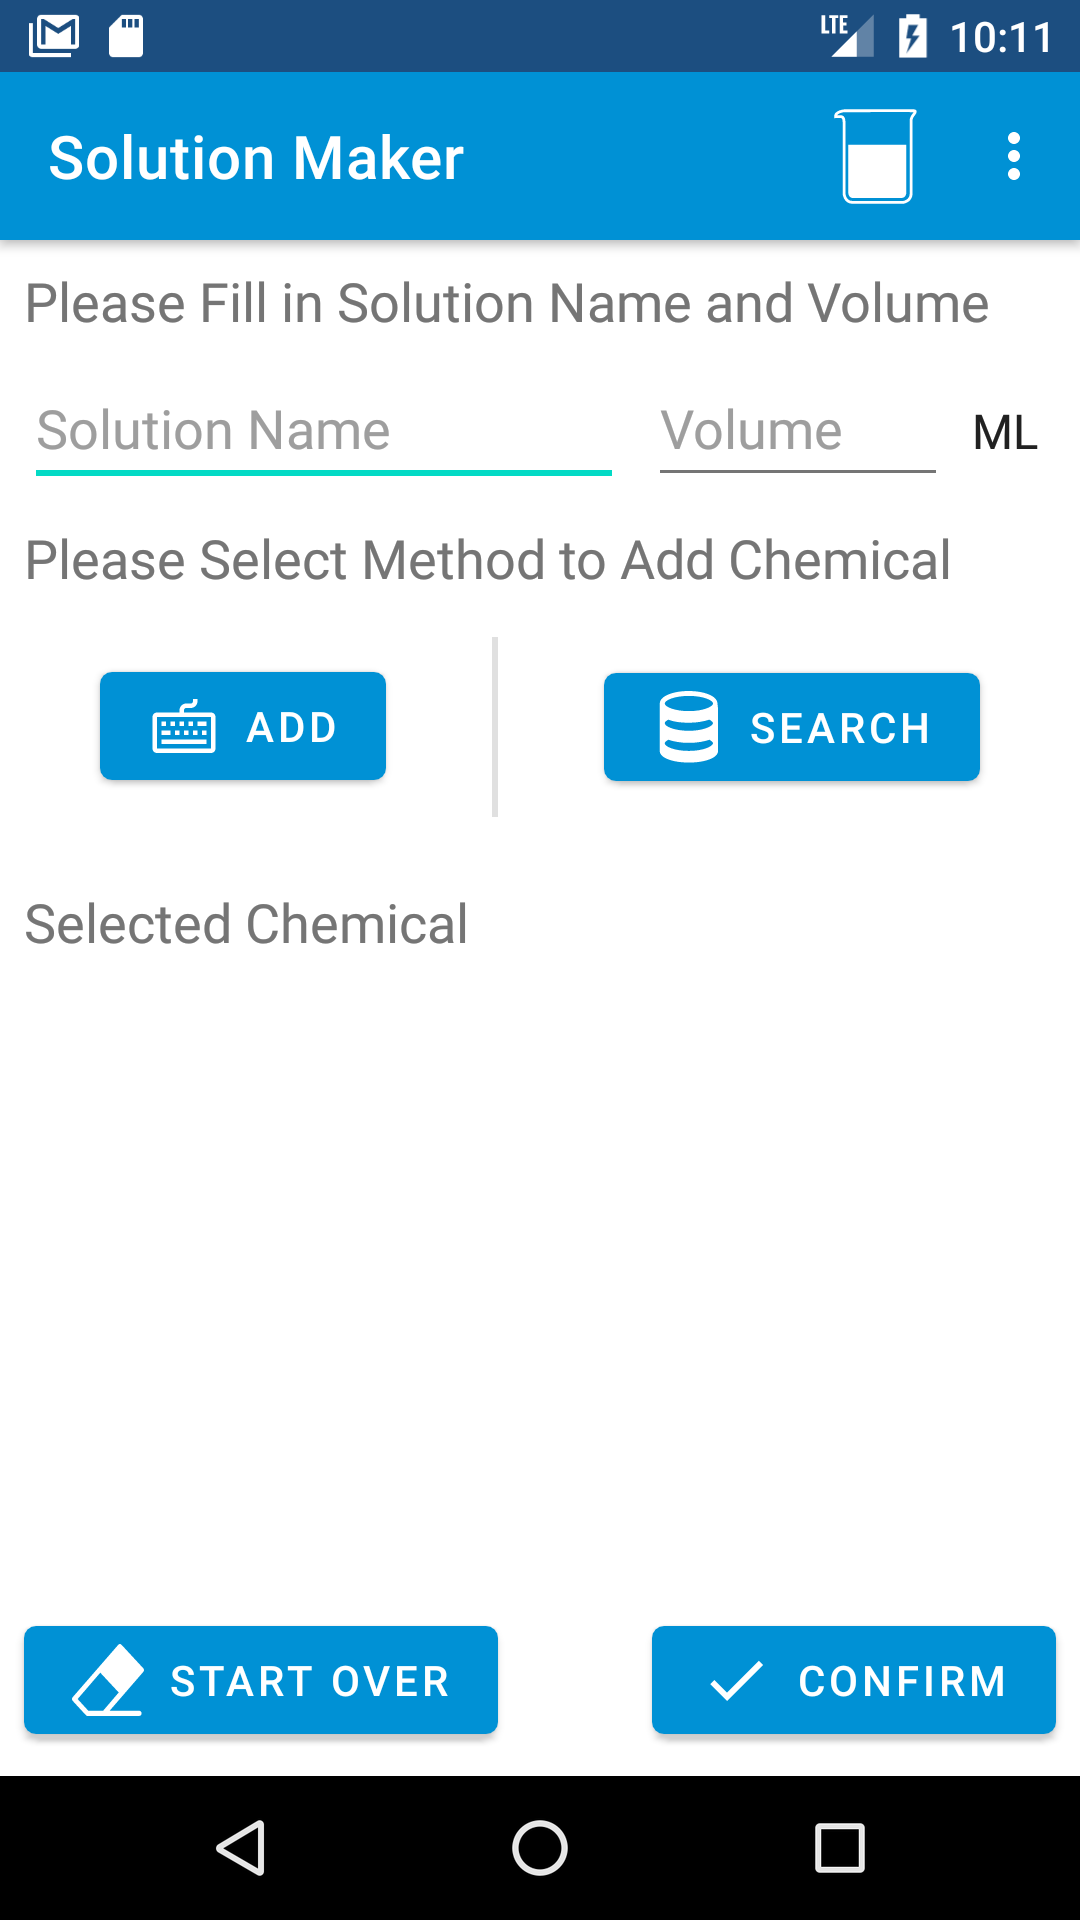 LTE 10:11
Solution Maker
Please Fill in Solution Name and Volume
Solution Name Volume ML
Please Select Method to Add Chemical
ADD SEARCH
Selected Chemical
START OVER CONFIRM